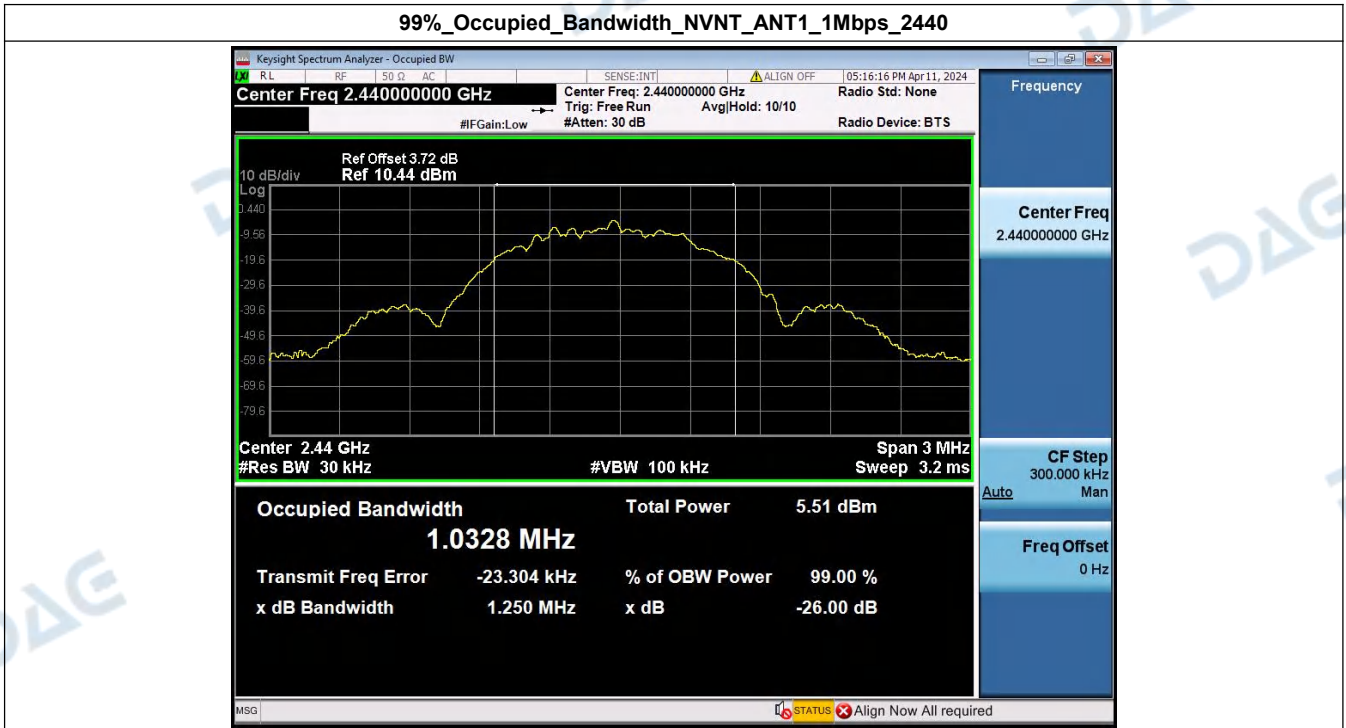 99%_Occupied_Bandwidth_NVNT_ANT1_1Mbps_2440
Keysight Spectrum Analyzer - Occupied BW
LXI RL RF 50 Ω AC SENSE:INT ALIGN OFF 05:16:16 PM Apr 11, 2024
Center Freq 2.440000000 GHz
Center Freq: 2.440000000 GHz Radio Std: None
Trig: Free Run Avg|Hold: 10/10
#IFGain:Low #Atten: 30 dB Radio Device: BTS
Frequency
Ref Offset 3.72 dB
10 dB/div Ref 10.44 dBm
Log
0.440
-9.56
-19.6
-29.6
-39.6
-49.6
-59.6
-69.6
-79.6
Center 2.44 GHz Span 3 MHz
#Res BW 30 kHz #VBW 100 kHz Sweep 3.2 ms
Center Freq
2.440000000 GHz
CF Step
300.000 kHz
Auto Man
Freq Offset
0 Hz
Occupied Bandwidth Total Power 5.51 dBm
1.0328 MHz
Transmit Freq Error -23.304 kHz % of OBW Power 99.00 %
x dB Bandwidth 1.250 MHz x dB -26.00 dB
MSG STATUS Align Now All required
DAG
DAG